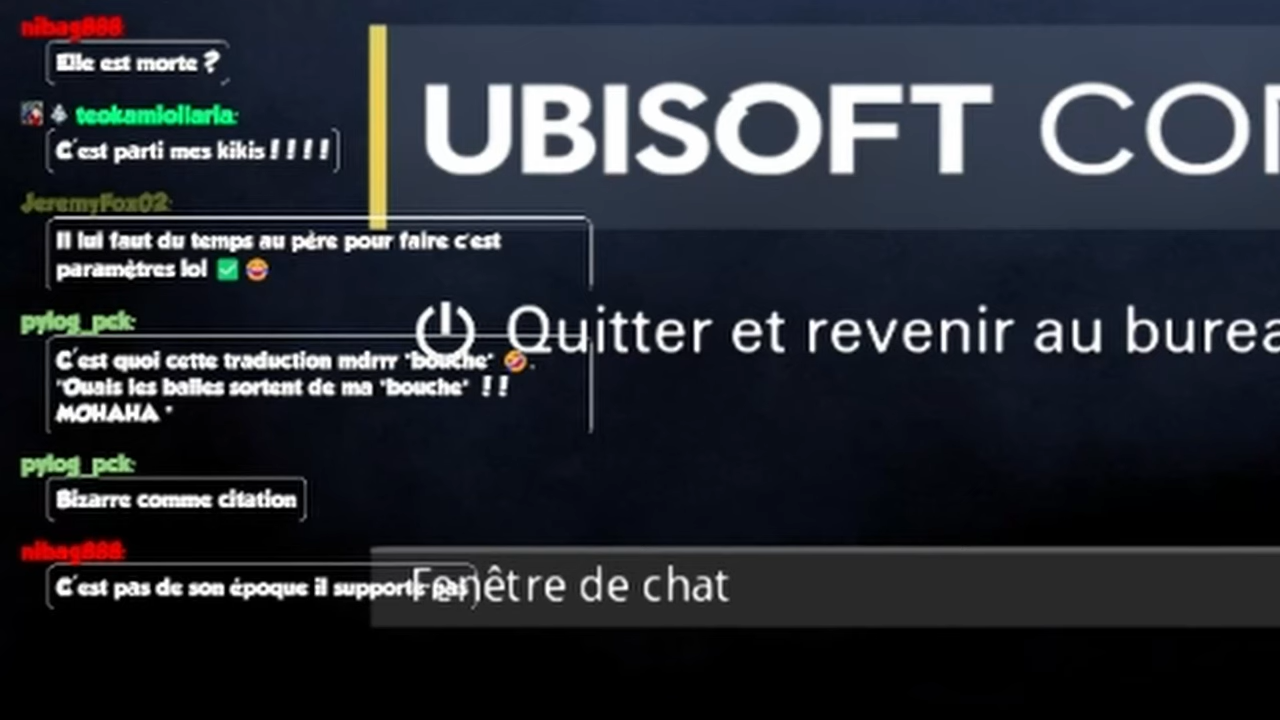 nibag888:
Elle est morte ?
teokamiollaria:
C'est parti mes kikis ! ! ! !
JeremyFox02:
Il lui faut du temps au père pour faire c'est
paramètres lol ✅ 😂
pylog_pck:
C'est quoi cette traduction mdrrr "bouche" 🤣.
"Ouais les balles sortent de ma "bouche" ! !
MOHAHA "
pylog_pck:
Bizarre comme citation
nibag888:
C'est pas de son époque il supporte pas
UBISOFT CON
Quitter et revenir au burea
Fenêtre de chat